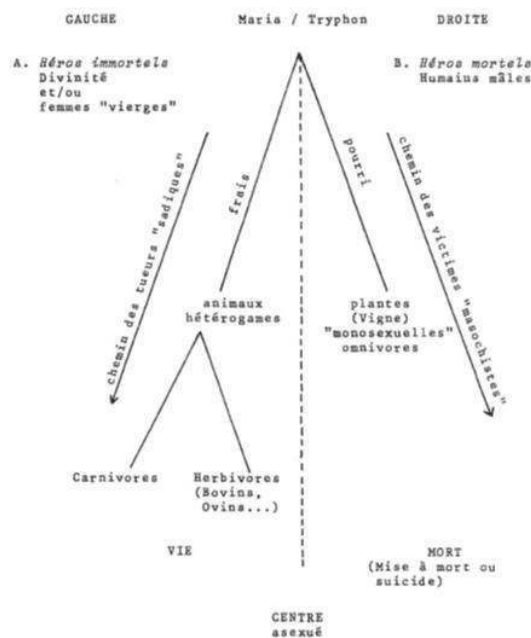 GAUCHE
Maria / Tryphon
DROITE
A. Héros immortels
Divinité
et/ou
femmes "vierges"
B. Héros mortels
Humains mâles
chemin des tueurs "sadiques"
frais
pourri
chemin des victimes "masochistes"
animaux
hétérogames
plantes
(Vigne)
"monosexuelles"
omnivores
Carnivores
Herbivores
(Bovins,
Ovins...)
VIE
MORT
(Mise à mort ou
suicide)
CENTRE
asexué